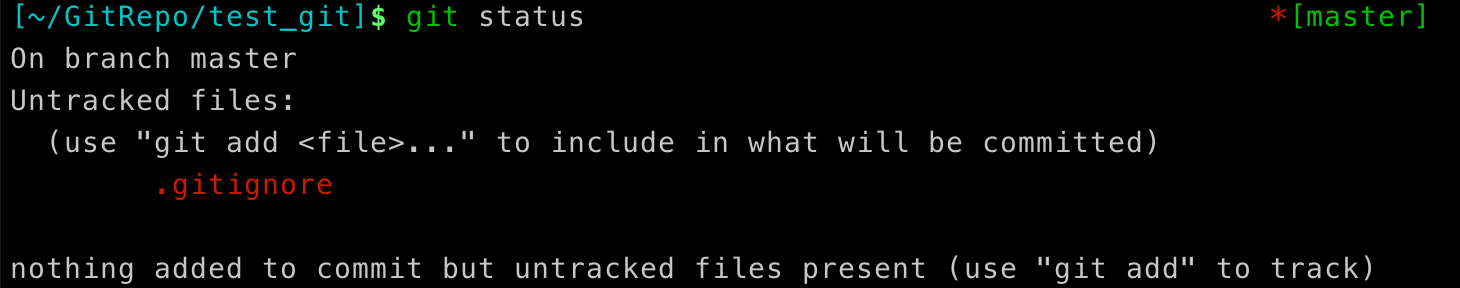 [~/GitRepo/test_git]$ git status *[master]
On branch master
Untracked files:
  (use "git add <file>..." to include in what will be committed)
        .gitignore

nothing added to commit but untracked files present (use "git add" to track)